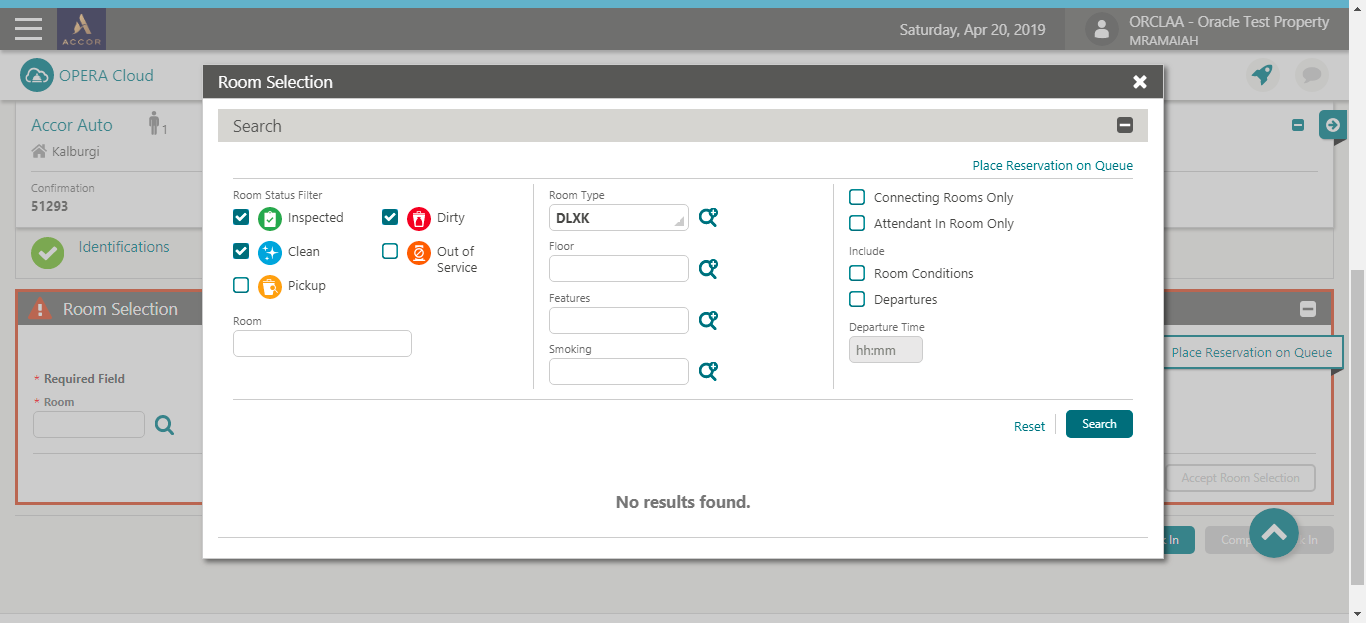 ACCOR
Saturday, Apr 20, 2019
ORCLAA - Oracle Test Property
MRAMAIAH
OPERA Cloud
Room Selection
Search
Accor Auto
1
Kalburgi
Place Reservation on Queue
Confirmation
51293
Identifications
Room Status Filter
Inspected
Dirty
Clean
Out of
Service
Pickup
Room
Room Type
DLXK
Floor
Features
Smoking
Connecting Rooms Only
Attendant In Room Only
Include
Room Conditions
Departures
Departure Time
hh:mm
Room Selection
Place Reservation on Queue
* Required Field
* Room
Reset
Search
No results found.
Accept Room Selection
In
In